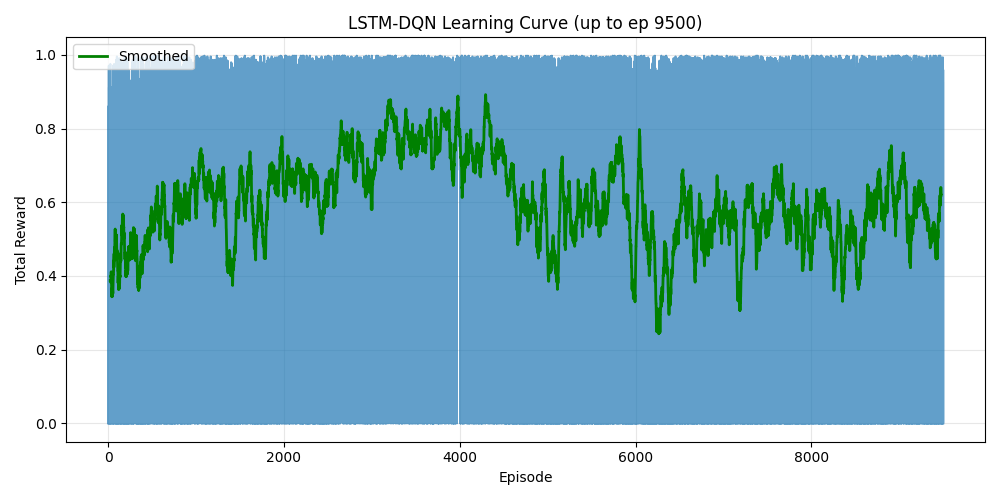 LSTM-DQN Learning Curve (up to ep 9500)
Smoothed
1.0
0.8
0.6
0.4
0.2
0.0
Total Reward
0 2000 4000 6000 8000
Episode